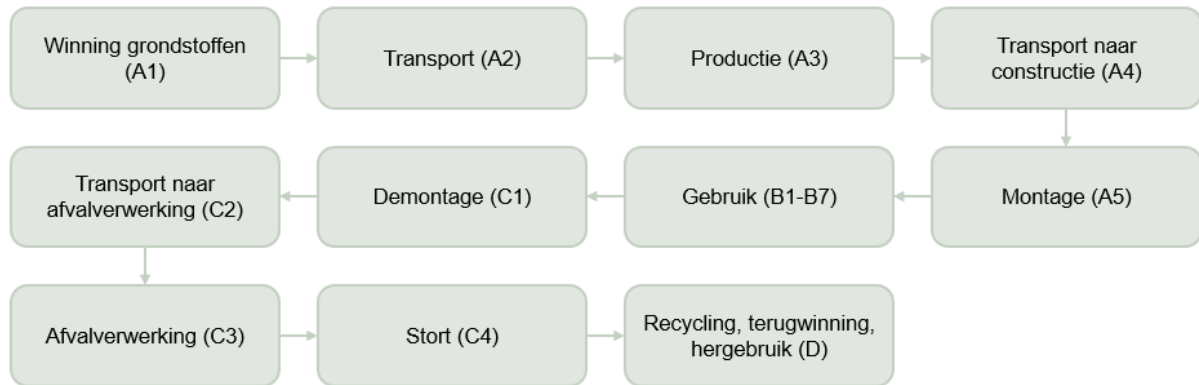 Winning grondstoffen
(A1)
Transport (A2)
Productie (A3)
Transport naar
constructie (A4)
Transport naar
afvalverwerking (C2)
Demontage (C1)
Gebruik (B1-B7)
Montage (A5)
Afvalverwerking (C3)
Stort (C4)
Recycling, terugwinning,
hergebruik (D)